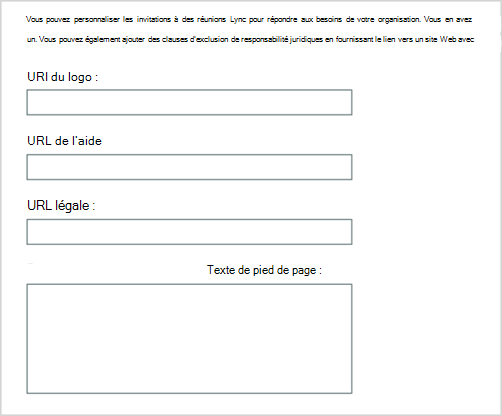 Vous pouvez personnaliser les invitations à des réunions Lync pour répondre aux besoins de votre organisation. Vous en avez
un. Vous pouvez également ajouter des clauses d'exclusion de responsabilité juridiques en fournissant le lien vers un site Web avec
URI du logo :
URL de l'aide
URL légale :
Texte de pied de page :